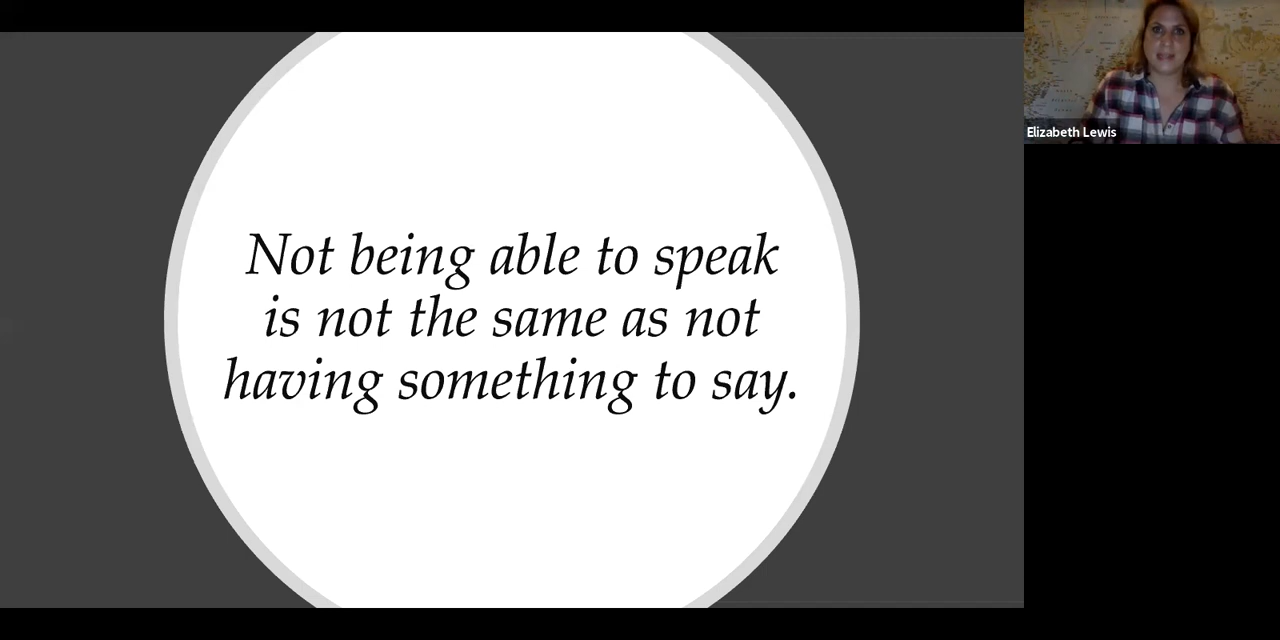 Not being able to speak
is not the same as not
having something to say.
Elizabeth Lewis